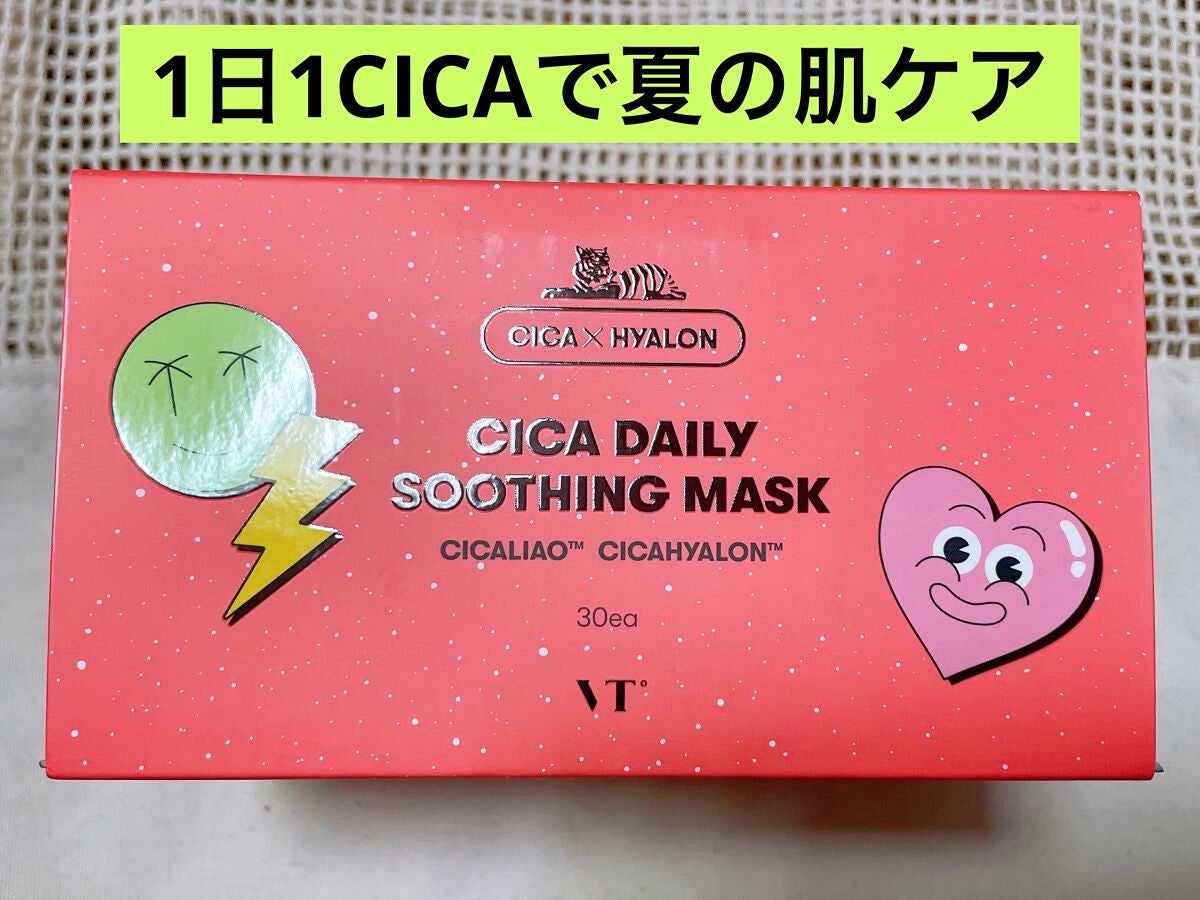 1日1CICAで夏の肌ケア
CICA×HYALON
CICA DAILY
SOOTHING MASK
CICALIAO™ CICAHYALON™
30ea
VT°